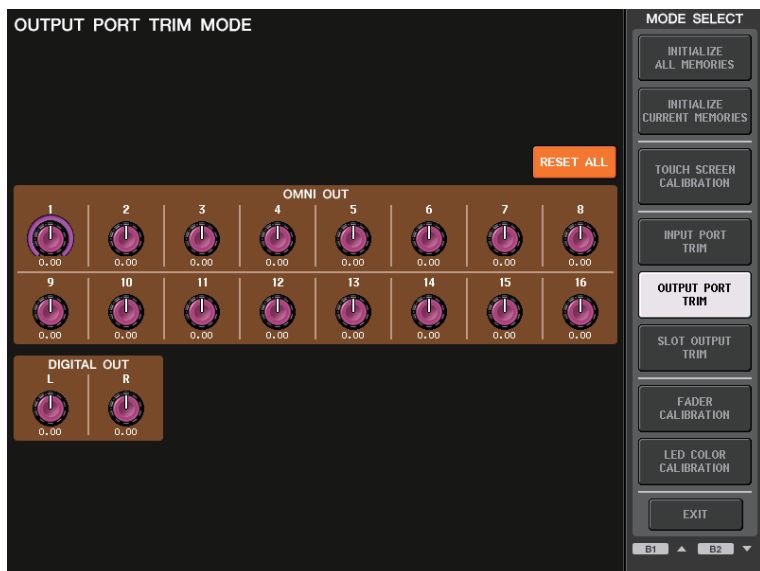 OUTPUT PORT TRIM MODE
RESET ALL
OMNI OUT
1 2 3 4 5 6 7 8
0.00 0.00 0.00 0.00 0.00 0.00 0.00 0.00
9 10 11 12 13 14 15 16
0.00 0.00 0.00 0.00 0.00 0.00 0.00 0.00
DIGITAL OUT
L R
0.00 0.00
MODE SELECT
INITIALIZE
ALL MEMORIES
INITIALIZE
CURRENT MEMORIES
TOUCH SCREEN
CALIBRATION
INPUT PORT
TRIM
OUTPUT PORT
TRIM
SLOT OUTPUT
TRIM
FADER
CALIBRATION
LED COLOR
CALIBRATION
EXIT
B1 ▲ B2 ▼